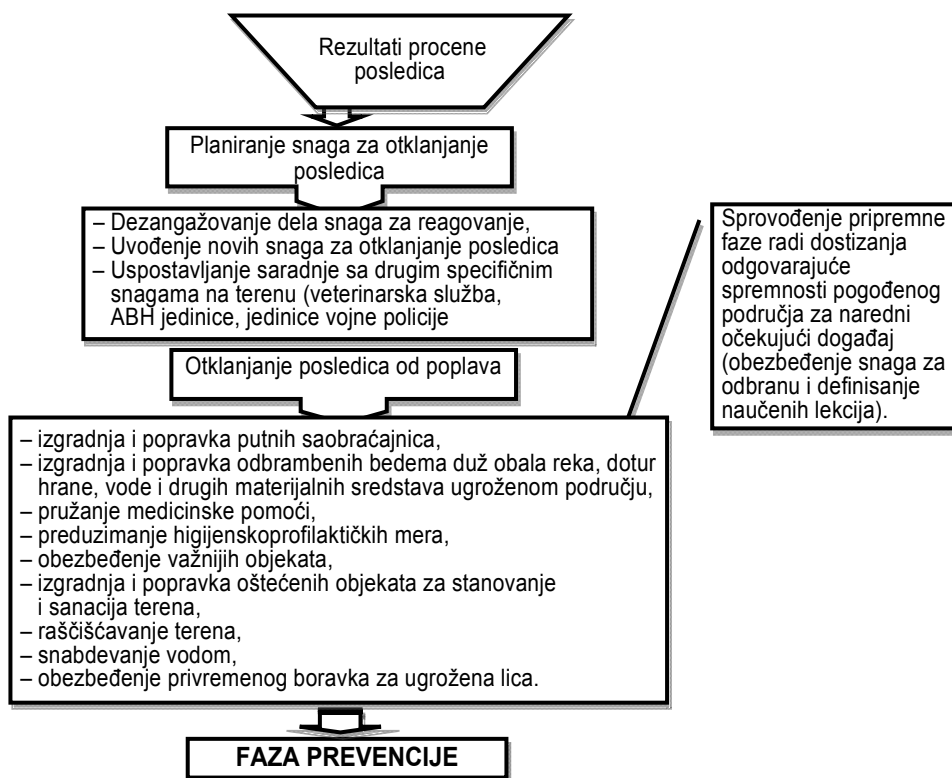 Rezultati procene
posledica
Planiranje snaga za otklanjanje
posledica
– Dezangažovanje dela snaga za reagovanje,
– Uvođenje novih snaga za otklanjanje posledica
– Uspostavljanje saradnje sa drugim specifičnim
snagama na terenu (veterinarska služba,
ABH jedinice, jedinice vojne policije
Sprovođenje pripremne
faze radi dostizanja
odgovarajuće
spremnosti pogođenog
područja za naredni
očekujući događaj
(obezbeđenje snaga za
odbranu i definisanje
naučenih lekcija).
Otklanjanje posledica od poplava
– izgradnja i popravka putnih saobraćajnica,
– izgradnja i popravka odbrambenih bedema duž obala reka, dotur
hrane, vode i drugih materijalnih sredstava ugroženom području,
– pružanje medicinske pomoći,
– preduzimanje higijenskoprofilaktičkih mera,
– obezbeđenje važnijih objekata,
– izgradnja i popravka oštećenih objekata za stanovanje
i sanacija terena,
– raščišćavanje terena,
– snabdevanje vodom,
– obezbeđenje privremenog boravka za ugrožena lica.
FAZA PREVENCIJE